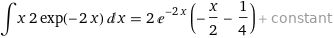 ∫ x 2 exp(-2 x) dx = 2 e^(-2 x) (-x/2 - 1/4) + constant